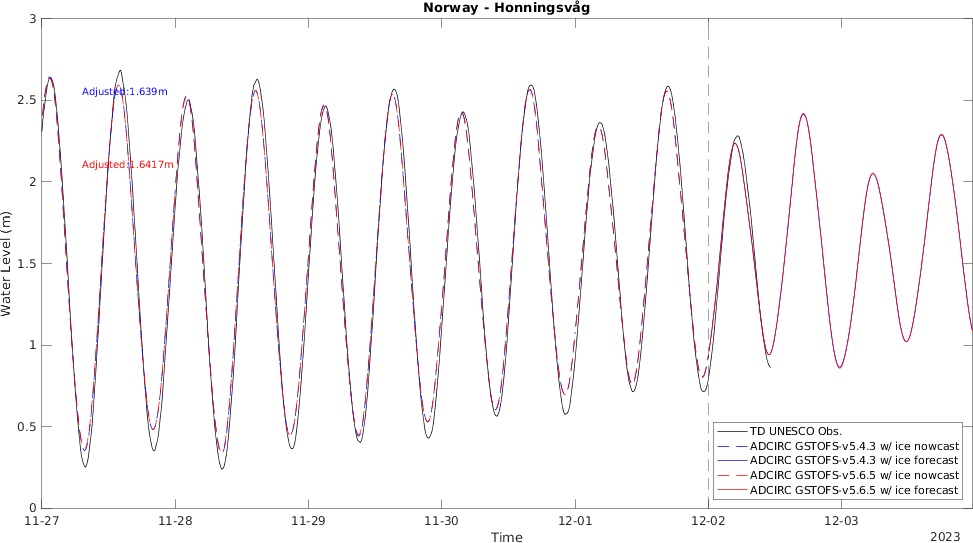 Norway - Honningsvåg
3
2.5
2
1.5
1
0.5
0
Water Level (m)
Adjusted:1.639m
Adjusted:1.6417m
TD UNESCO Obs.
ADCIRC GSTOFS-v5.4.3 w/ ice nowcast
ADCIRC GSTOFS-v5.4.3 w/ ice forecast
ADCIRC GSTOFS-v5.6.5 w/ ice nowcast
ADCIRC GSTOFS-v5.6.5 w/ ice forecast
11-27 11-28 11-29 11-30 12-01 12-02 12-03
Time
2023